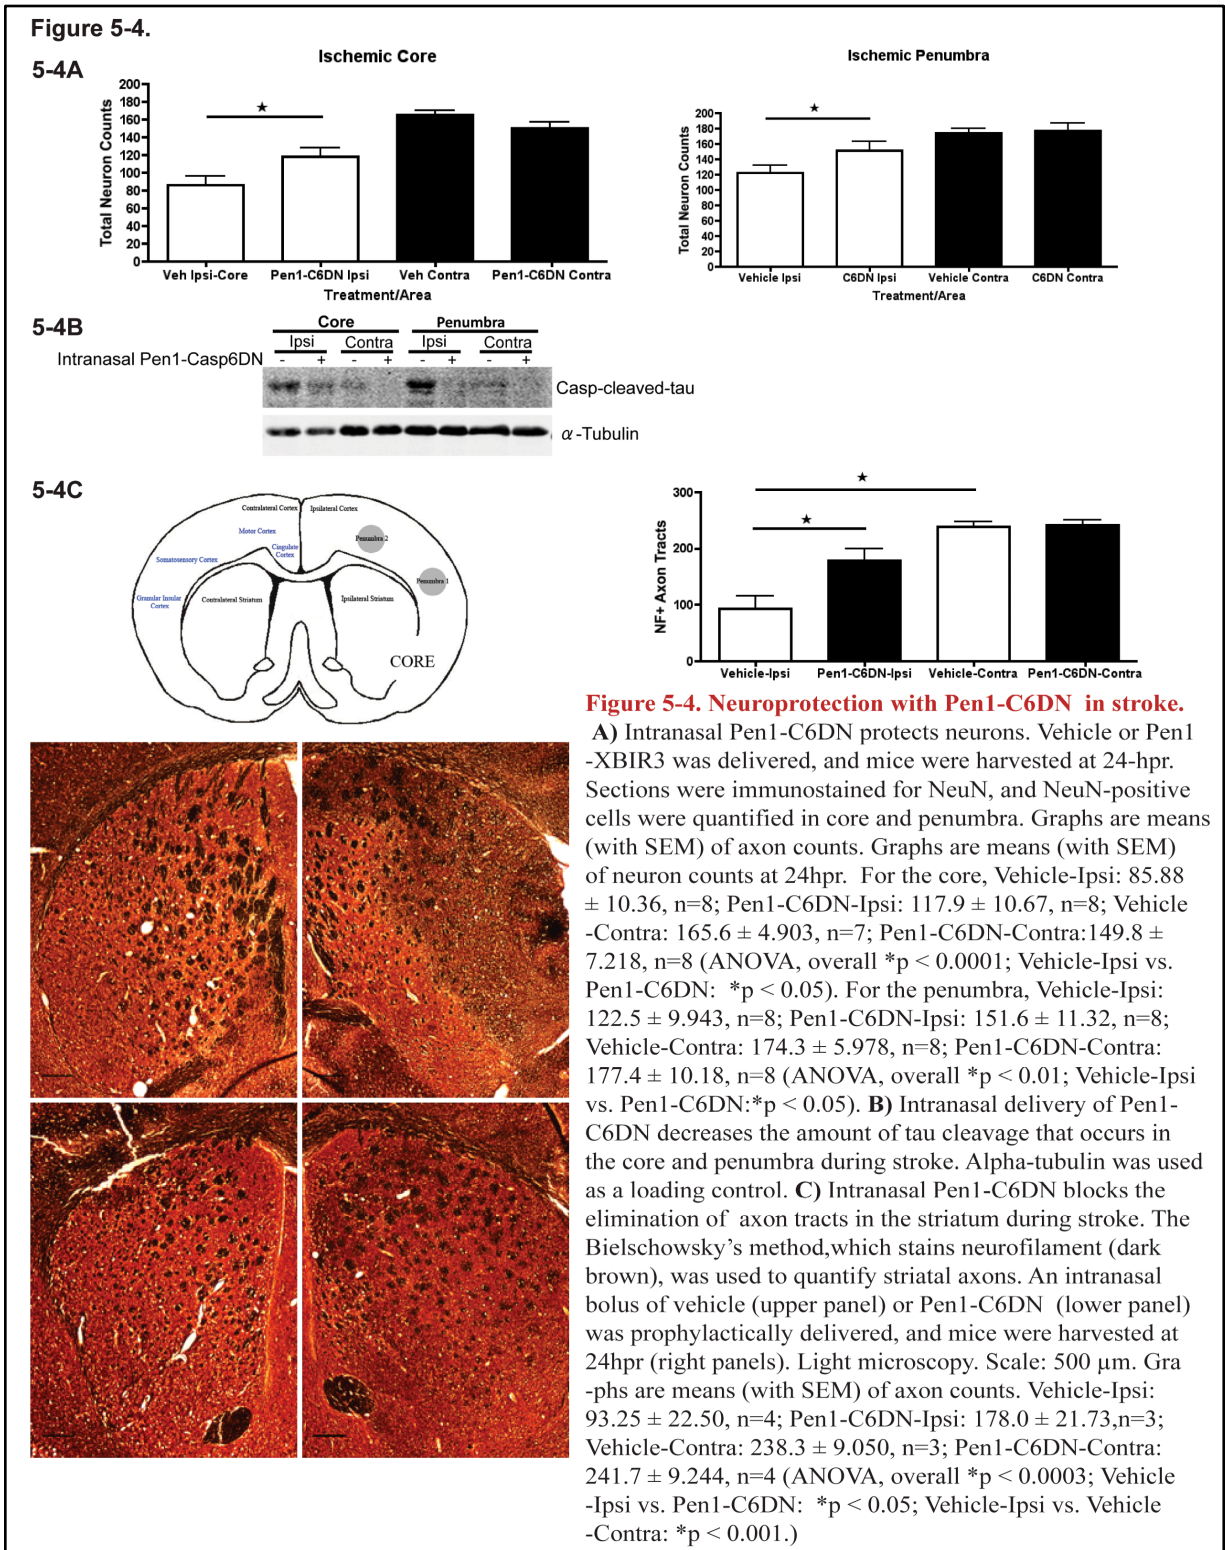 Figure 5-4.
5-4A
Ischemic Core
Total Neuron Counts
200
180
160
140
120
100
80
60
40
20
0
★
Veh Ipsi-Core Pen1-C6DN Ipsi Veh Contra Pen1-C6DN Contra
Treatment/Area
Ischemic Penumbra
Total Neuron Counts
200
180
160
140
120
100
80
60
40
20
0
★
Vehicle Ipsi C6DN Ipsi Vehicle Contra C6DN Contra
Treatment/Area
5-4B
Core Penumbra
Ipsi Contra Ipsi Contra
Intranasal Pen1-Casp6DN - + - + - + - +
Casp-cleaved-tau
α-Tubulin
5-4C
Contralateral Cortex Ipsilateral Cortex
Motor Cortex
Cingulate
Cortex
Penumbra 2
Somatosensory Cortex
Penumbra 1
Granular Insular
Cortex
Contralateral Striatum Ipsilateral Striatum
CORE
NF+ Axon Tracts
300
200
100
0
★
★
Vehicle-Ipsi Pen1-C6DN-Ipsi Vehicle-Contra Pen1-C6DN-Contra
Figure 5-4. Neuroprotection with Pen1-C6DN in stroke.
A) Intranasal Pen1-C6DN protects neurons. Vehicle or Pen1
-XBIR3 was delivered, and mice were harvested at 24-hpr.
Sections were immunostained for NeuN, and NeuN-positive
cells were quantified in core and penumbra. Graphs are means
(with SEM) of axon counts. Graphs are means (with SEM)
of neuron counts at 24hpr. For the core, Vehicle-Ipsi: 85.88
± 10.36, n=8; Pen1-C6DN-Ipsi: 117.9 ± 10.67, n=8; Vehicle
-Contra: 165.6 ± 4.903, n=7; Pen1-C6DN-Contra:149.8 ±
7.218, n=8 (ANOVA, overall *p < 0.0001; Vehicle-Ipsi vs.
Pen1-C6DN: *p < 0.05). For the penumbra, Vehicle-Ipsi:
122.5 ± 9.943, n=8; Pen1-C6DN-Ipsi: 151.6 ± 11.32, n=8;
Vehicle-Contra: 174.3 ± 5.978, n=8; Pen1-C6DN-Contra:
177.4 ± 10.18, n=8 (ANOVA, overall *p < 0.01; Vehicle-Ipsi
vs. Pen1-C6DN:*p < 0.05). B) Intranasal delivery of Pen1-
C6DN decreases the amount of tau cleavage that occurs in
the core and penumbra during stroke. Alpha-tubulin was used
as a loading control. C) Intranasal Pen1-C6DN blocks the
elimination of axon tracts in the striatum during stroke. The
Bielschowsky's method,which stains neurofilament (dark
brown), was used to quantify striatal axons. An intranasal
bolus of vehicle (upper panel) or Pen1-C6DN (lower panel)
was prophylactically delivered, and mice were harvested at
24hpr (right panels). Light microscopy. Scale: 500 µm. Gra
-phs are means (with SEM) of axon counts. Vehicle-Ipsi:
93.25 ± 22.50, n=4; Pen1-C6DN-Ipsi: 178.0 ± 21.73,n=3;
Vehicle-Contra: 238.3 ± 9.050, n=3; Pen1-C6DN-Contra:
241.7 ± 9.244, n=4 (ANOVA, overall *p < 0.0003; Vehicle
-Ipsi vs. Pen1-C6DN: *p < 0.05; Vehicle-Ipsi vs. Vehicle
-Contra: *p < 0.001.)